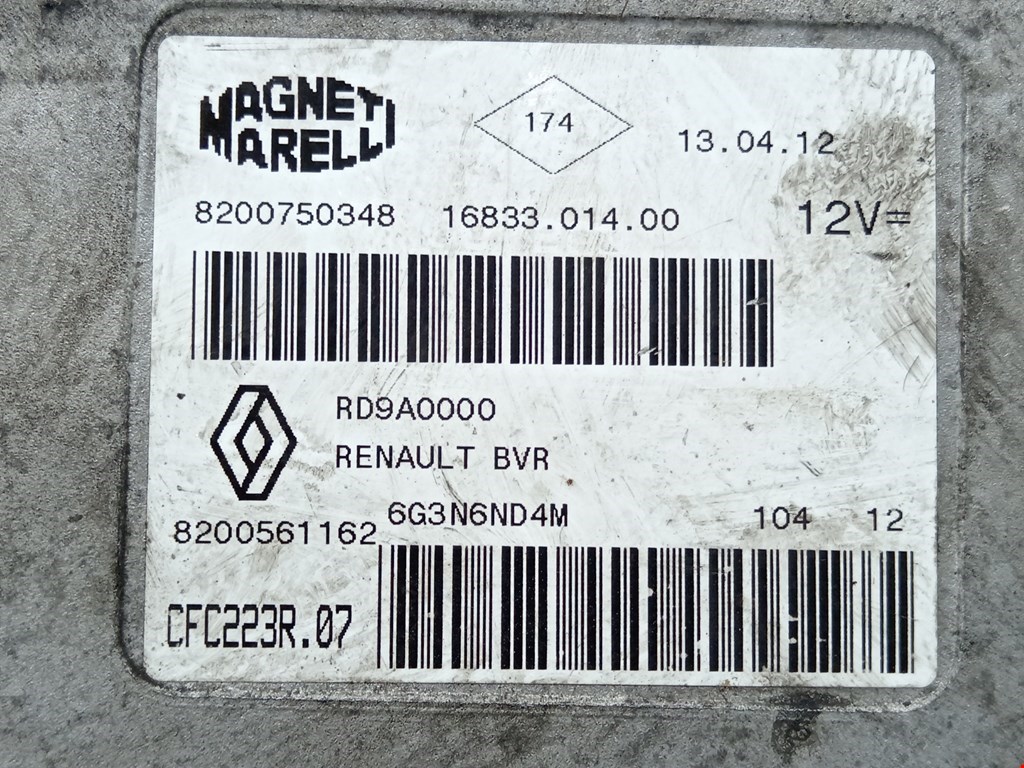 MAGNETI
MARELLI
174
13.04.12
8200750348 16833.014.00 12V=
RD9A0000
RENAULT BVR
6G3N6ND4M 104 12
8200561162
CFC223R.07